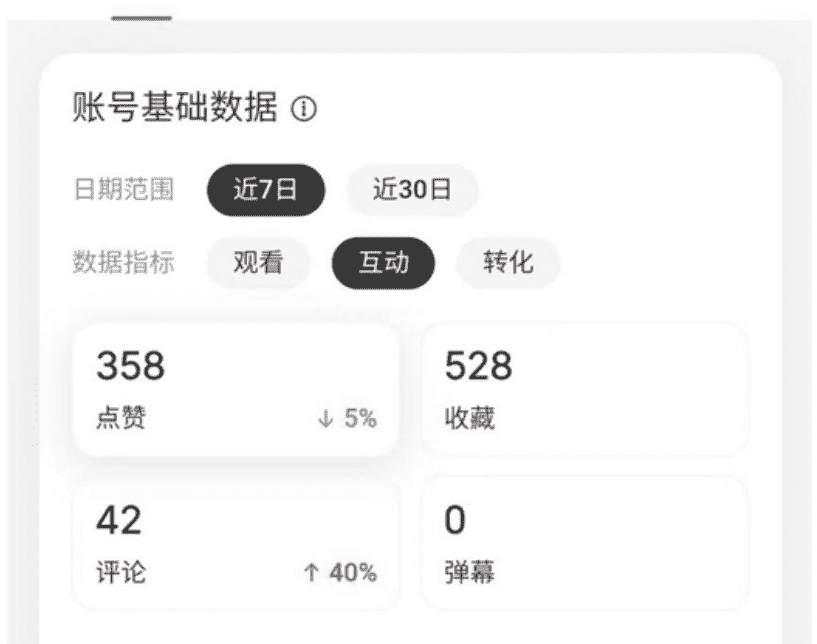 账号基础数据
日期范围 近7日 近30日
数据指标 观看 互动 转化
358 528
点赞 ↓ 5% 收藏
42 0
评论 ↑ 40% 弹幕